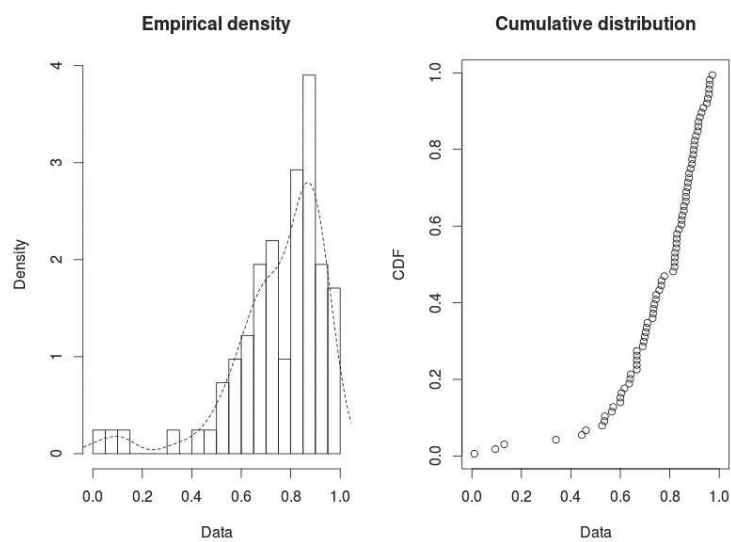 Empirical density
Density
0
1
2
3
4
0.0 0.2 0.4 0.6 0.8 1.0
Data
Cumulative distribution
CDF
0.0
0.2
0.4
0.6
0.8
1.0
0.0 0.2 0.4 0.6 0.8 1.0
Data